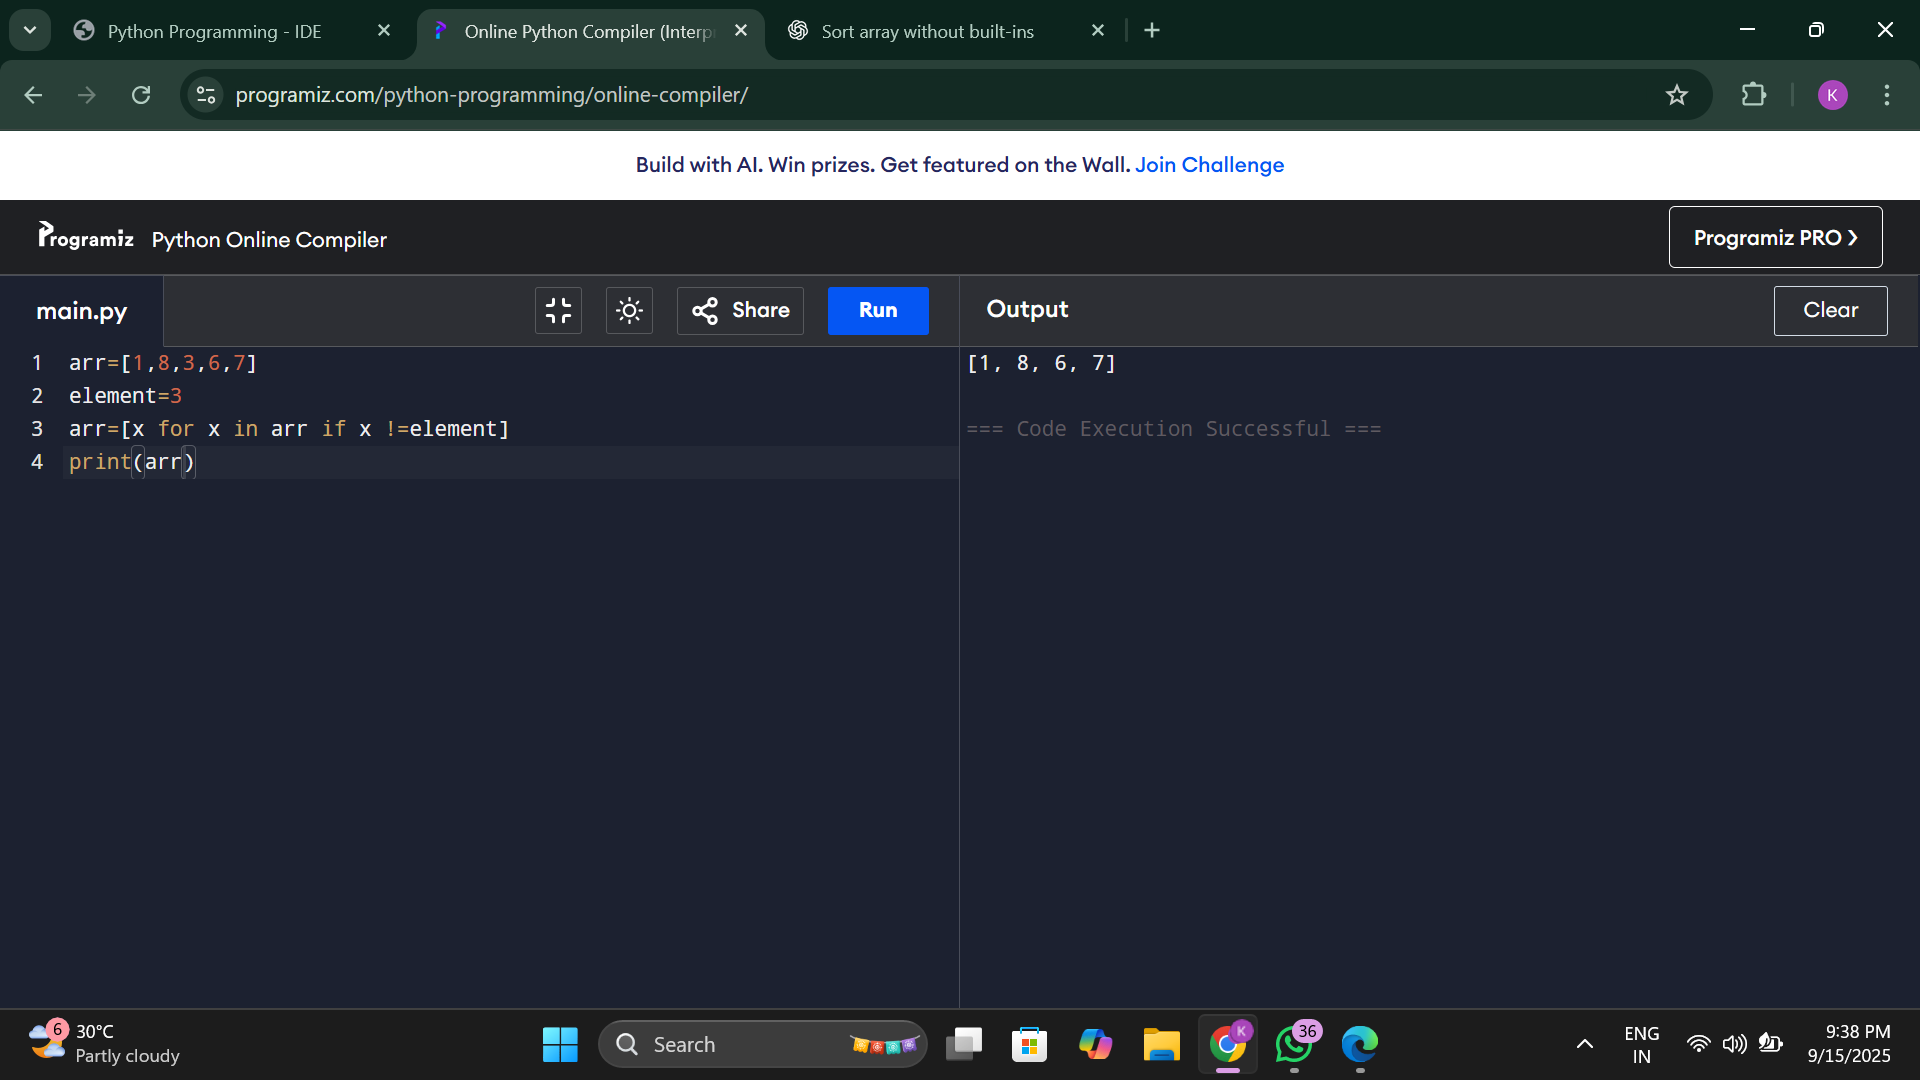 Python Programming - IDE
Online Python Compiler (Interp
Sort array without built-ins
programiz.com/python-programming/online-compiler/
K
Build with AI. Win prizes. Get featured on the Wall. Join Challenge
Programiz Python Online Compiler
Programiz PRO ❯
main.py
Share
Run
Output
Clear
1 arr=[1,8,3,6,7]
2 element=3
3 arr=[x for x in arr if x !=element]
4 print(arr)
[1, 8, 6, 7]
=== Code Execution Successful ===
6
30°C
Partly cloudy
Search
K
36
ENG
IN
9:38 PM
9/15/2025